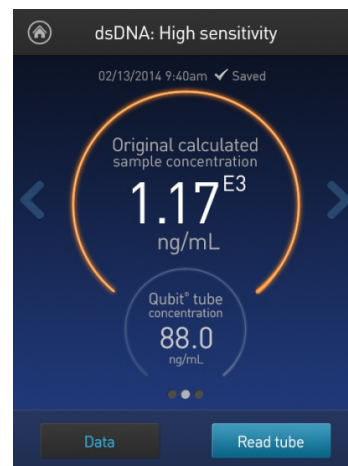 dsDNA: High sensitivity
02/13/2014 9:40am ✔ Saved
Original calculated
sample concentration
1.17E3
ng/mL
Qubit® tube
concentration
88.0
ng/mL
Data
Read tube